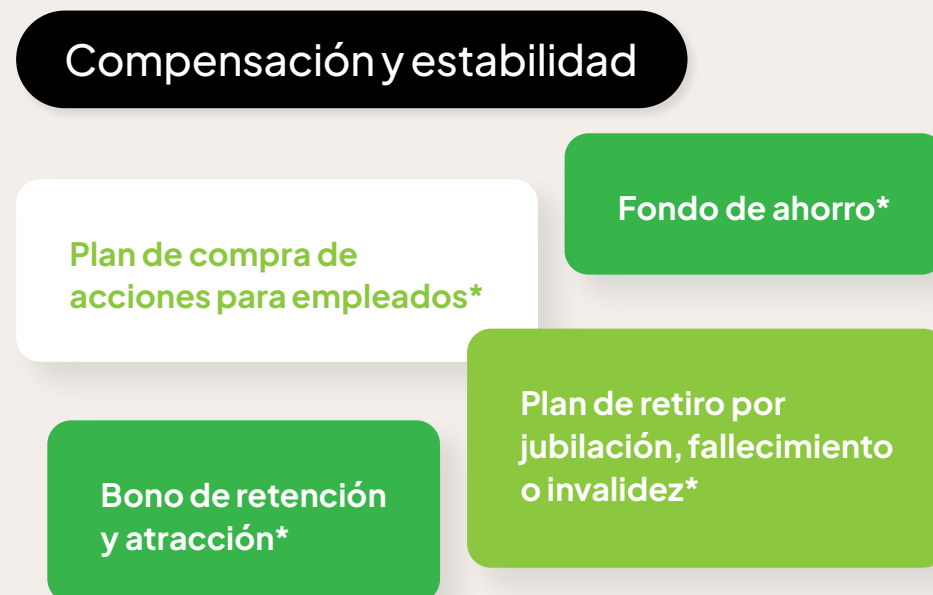 Compensación y estabilidad
Fondo de ahorro*
Plan de compra de
acciones para empleados*
Plan de retiro por
jubilación, fallecimiento
o invalidez*
Bono de retención
y atracción*